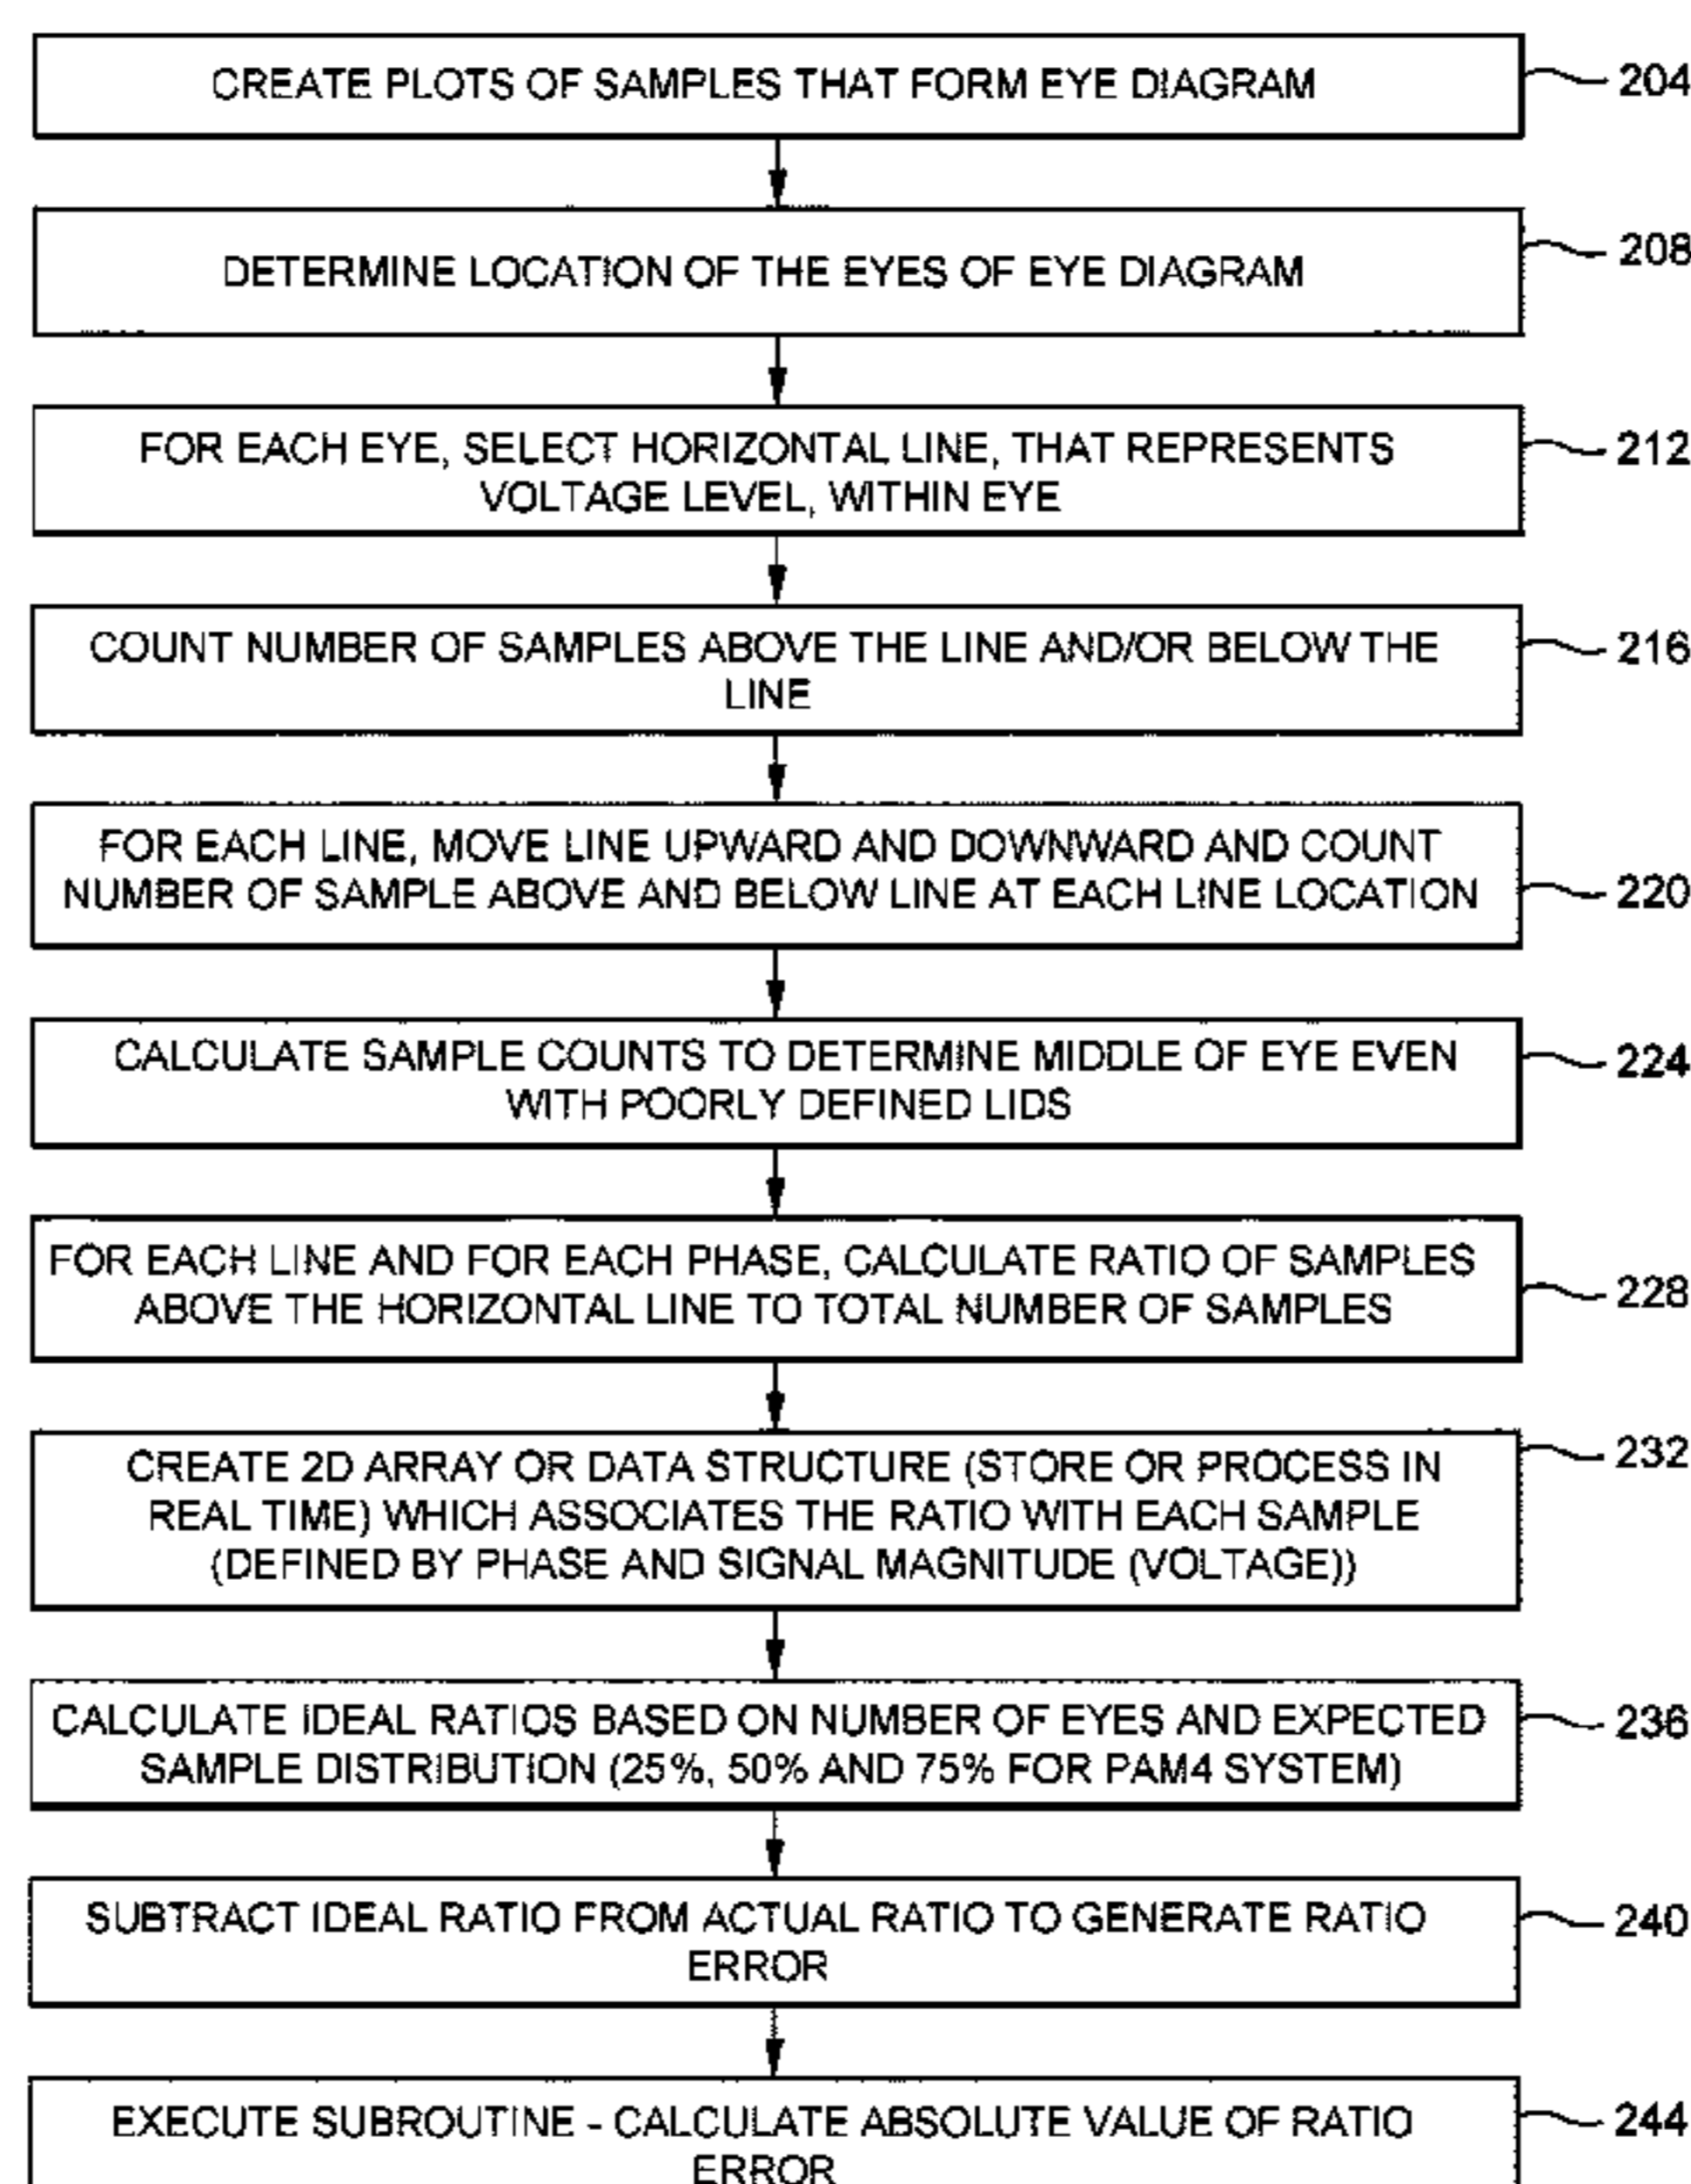 CREATE PLOTS OF SAMPLES THAT FORM EYE DIAGRAM
204
DETERMINE LOCATION OF THE EYES OF EYE DIAGRAM
208
FOR EACH EYE, SELECT HORIZONTAL LINE, THAT REPRESENTS
VOLTAGE LEVEL, WITHIN EYE
212
COUNT NUMBER OF SAMPLES ABOVE THE LINE AND/OR BELOW THE
LINE
216
FOR EACH LINE, MOVE LINE UPWARD AND DOWNWARD AND COUNT
NUMBER OF SAMPLE ABOVE AND BELOW LINE AT EACH LINE LOCATION
220
CALCULATE SAMPLE COUNTS TO DETERMINE MIDDLE OF EYE EVEN
WITH POORLY DEFINED LIDS
224
FOR EACH LINE AND FOR EACH PHASE, CALCULATE RATIO OF SAMPLES
ABOVE THE HORIZONTAL LINE TO TOTAL NUMBER OF SAMPLES
228
CREATE 2D ARRAY OR DATA STRUCTURE (STORE OR PROCESS IN
REAL TIME) WHICH ASSOCIATES THE RATIO WITH EACH SAMPLE
(DEFINED BY PHASE AND SIGNAL MAGNITUDE (VOLTAGE))
232
CALCULATE IDEAL RATIOS BASED ON NUMBER OF EYES AND EXPECTED
SAMPLE DISTRIBUTION (25%, 50% AND 75% FOR PAM4 SYSTEM)
236
SUBTRACT IDEAL RATIO FROM ACTUAL RATIO TO GENERATE RATIO
ERROR
240
EXECUTE SUBROUTINE - CALCULATE ABSOLUTE VALUE OF RATIO
ERROR
244